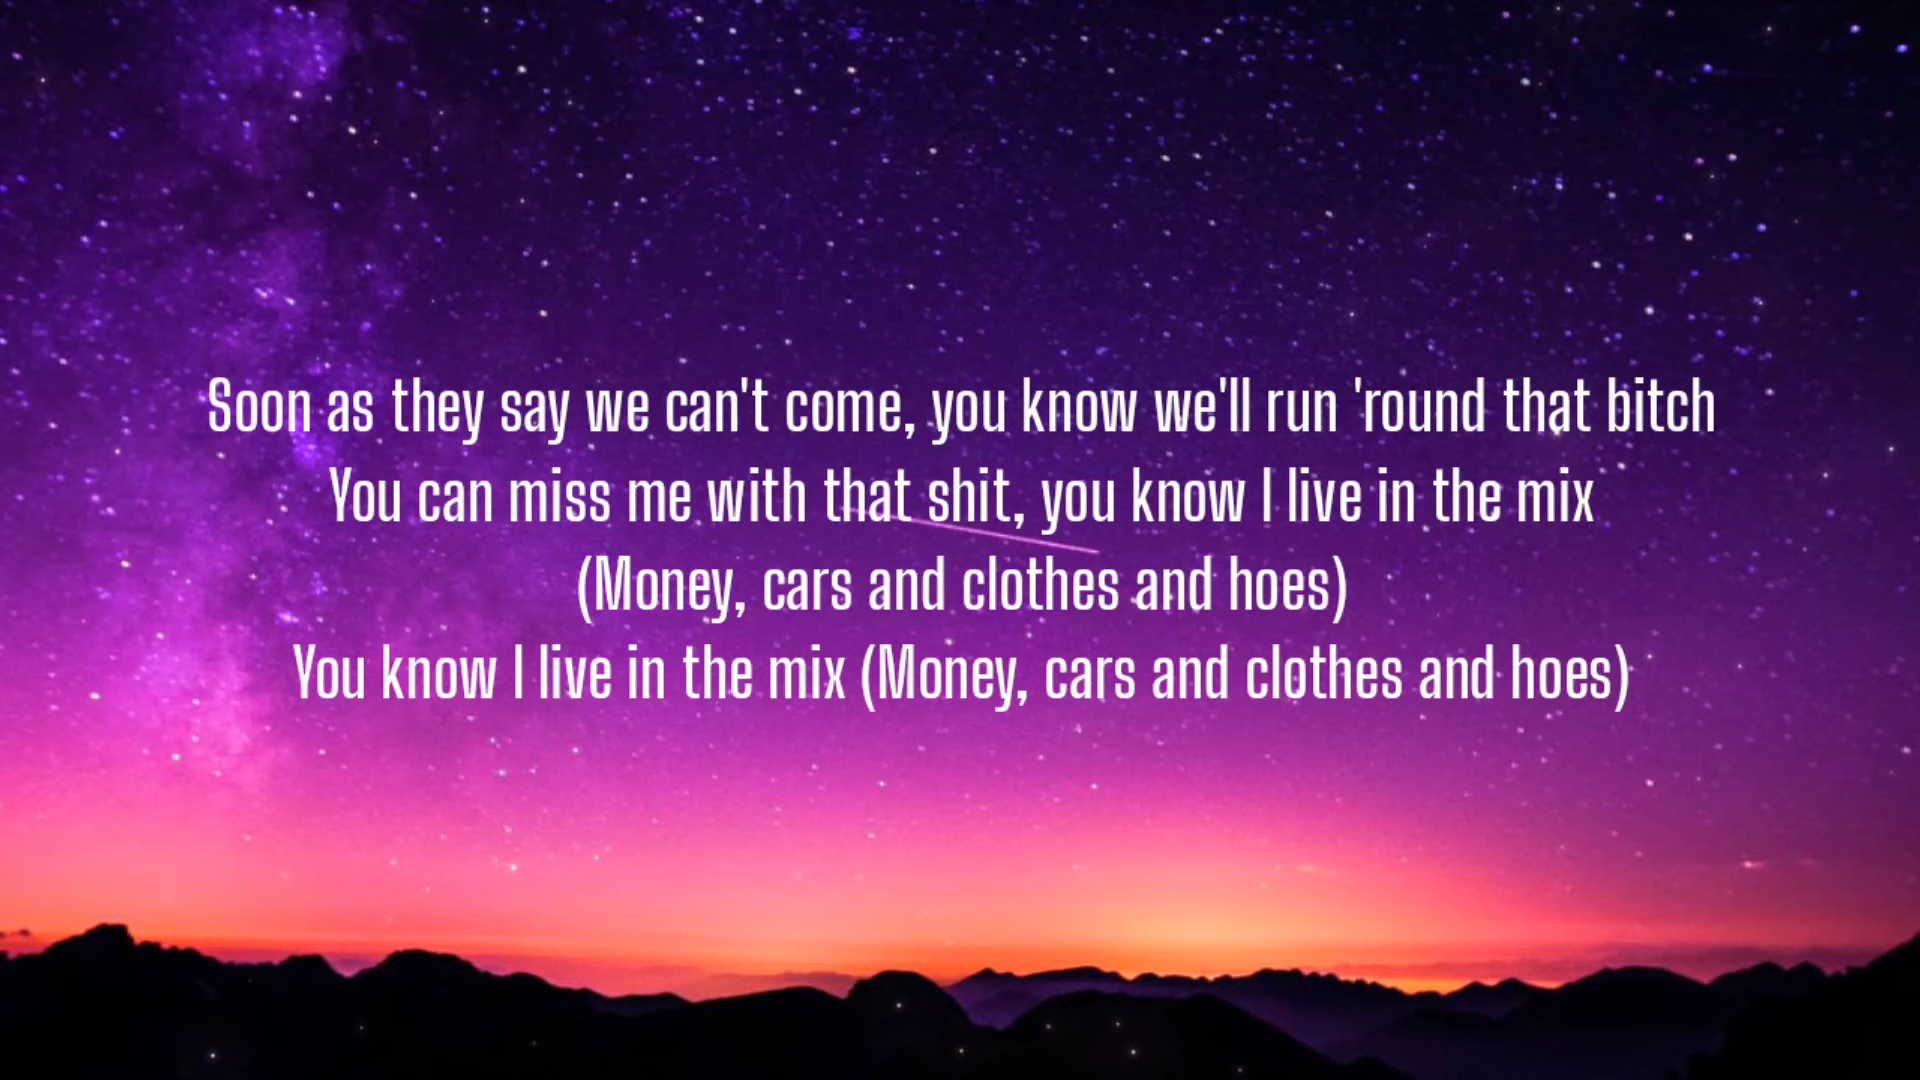 Soon as they say we can't come, you know we'll run 'round that bitch
You can miss me with that shit, you know I live in the mix
(Money, cars and clothes and hoes)
You know I live in the mix (Money, cars and clothes and hoes)